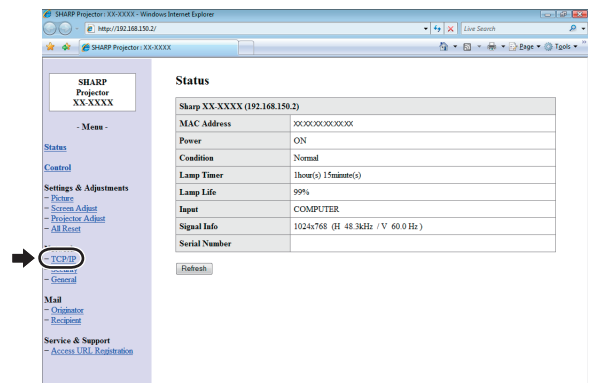 SHARP Projector : XX-XXXX - Windows Internet Explorer
http://192.168.150.2/
Live Search
SHARP Projector : XX-XXXX
Page
Tools
SHARP
Projector
XX-XXXX
- Menu -
Status
Control
Settings & Adjustments
– Picture
– Screen Adjust
– Projector Adjust
– All Reset
– TCP/IP
– Security
– General
Mail
– Originator
– Recipient
Service & Support
– Access URL Registration
Status
Sharp XX-XXXX (192.168.150.2)
MAC Address XX:XX:XX:XX:XX:XX
Power ON
Condition Normal
Lamp Timer 1hour(s) 15minute(s)
Lamp Life 99%
Input COMPUTER
Signal Info 1024x768 (H 48.3kHz / V 60.0 Hz )
Serial Number
Refresh